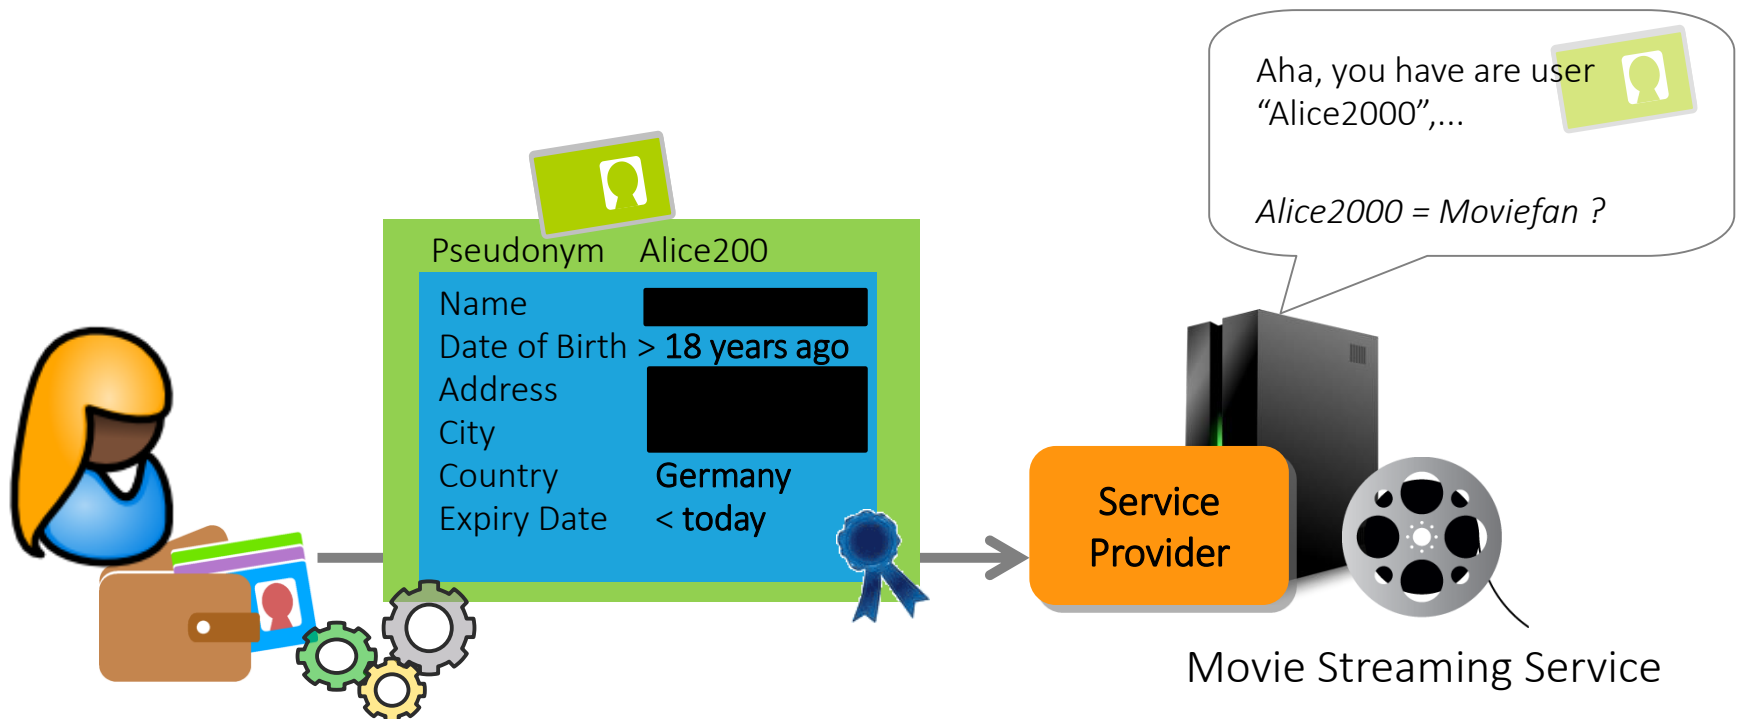 Aha, you have are user
“Alice2000”,...
Alice2000 = Moviefan ?
Pseudonym Alice200
Name
Date of Birth > 18 years ago
Address
City
Country Germany
Expiry Date < today
Service
Provider
Movie Streaming Service